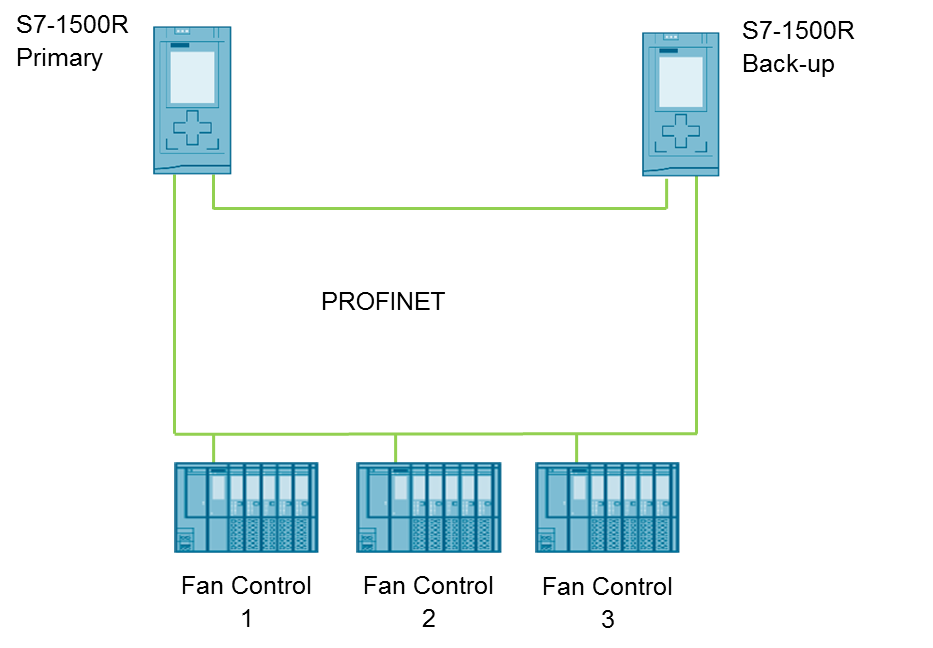 S7-1500R
Primary
S7-1500R
Back-up
PROFINET
Fan Control
1
Fan Control
2
Fan Control
3